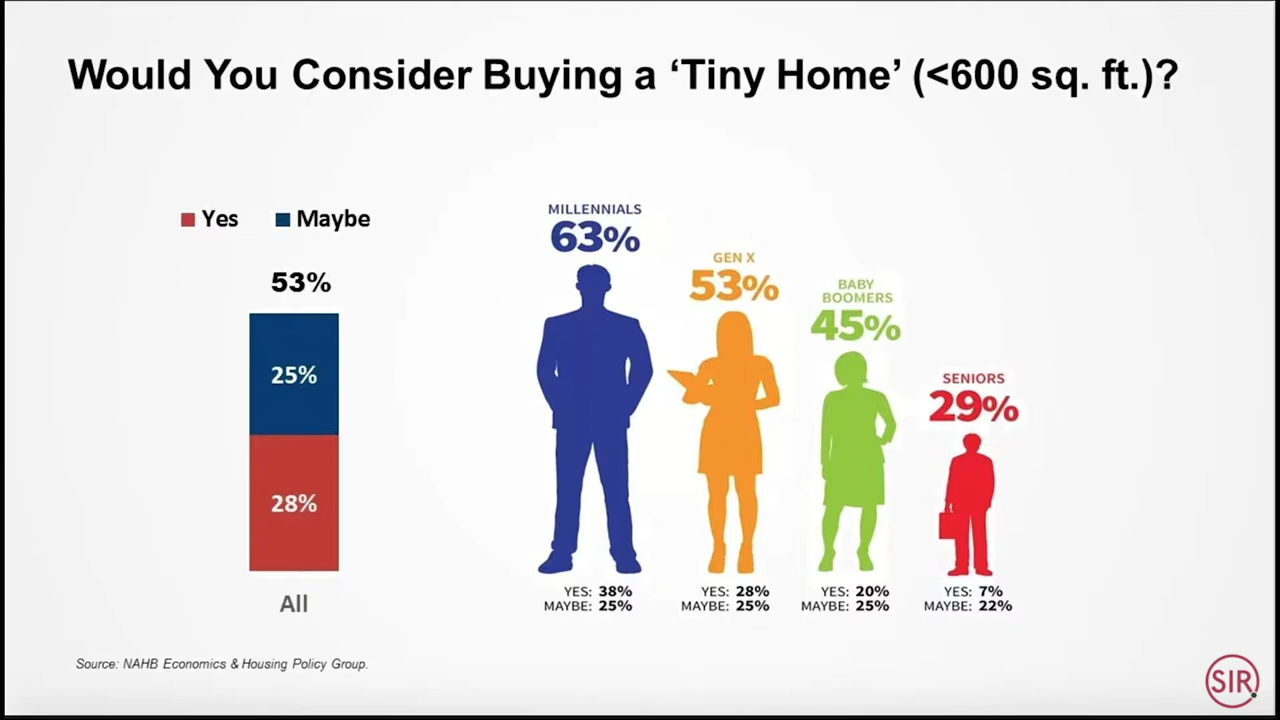 Would You Consider Buying a ‘Tiny Home’ (<600 sq. ft.)?
Yes Maybe
53%
25%
28%
All
MILLENNIALS
63%
YES: 38%
MAYBE: 25%
GEN X
53%
YES: 28%
MAYBE: 25%
BABY
BOOMERS
45%
YES: 20%
MAYBE: 25%
SENIORS
29%
YES: 7%
MAYBE: 22%
Source: NAHB Economics & Housing Policy Group.
SIR